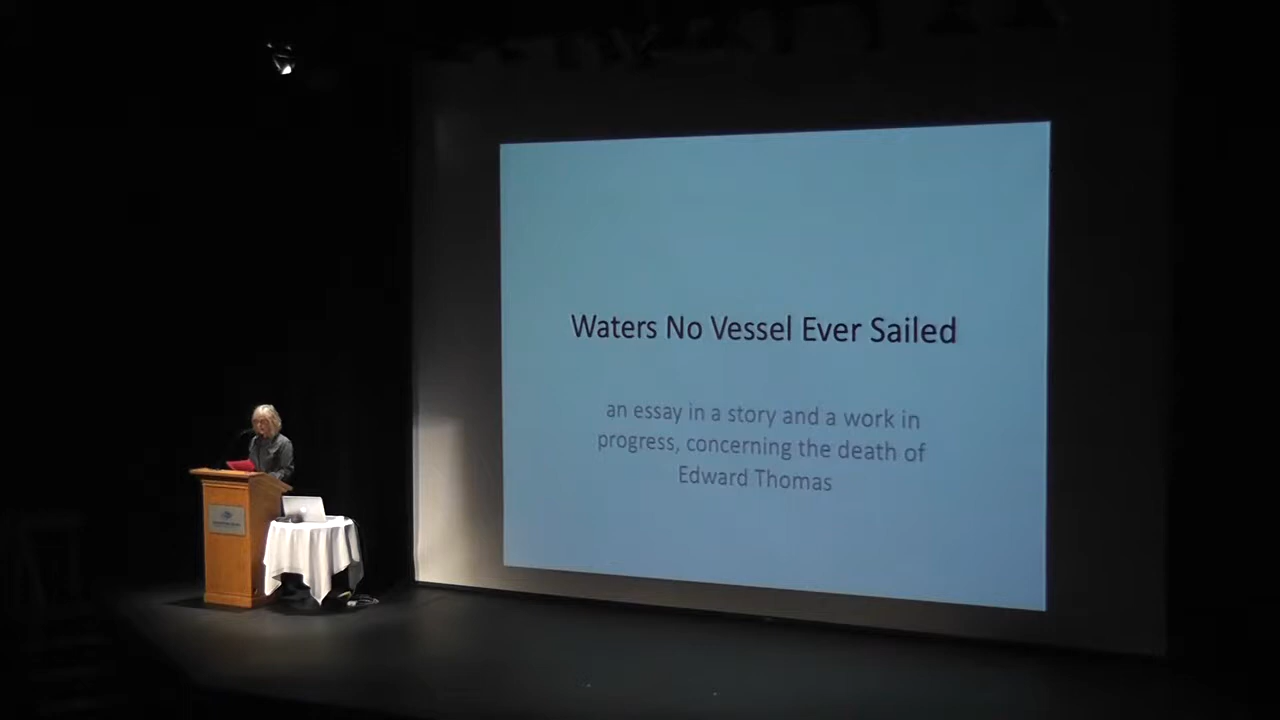 Waters No Vessel Ever Sailed
an essay in a story and a work in
progress, concerning the death of
Edward Thomas